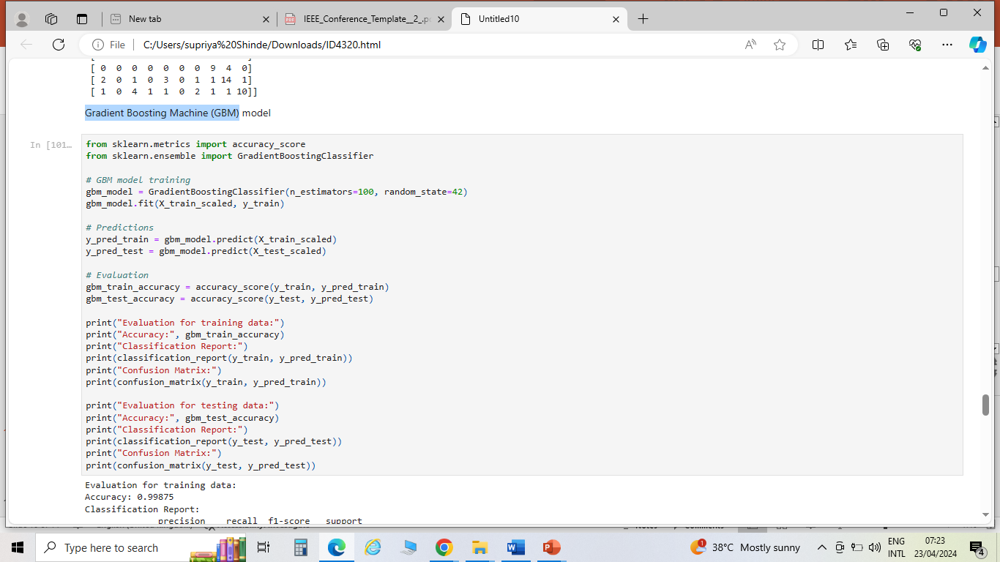 New tab
IEEE_Conference_Template__2_.p
Untitled10
File
C:/Users/supriya%20Shinde/Downloads/ID4320.html
[ 0 0 0 0 0 0 0 9 4 0]
[ 2 0 1 0 3 0 1 1 14 1]
[ 1 0 4 1 1 0 2 1 1 10]]
Gradient Boosting Machine (GBM) model
In [101…
from sklearn.metrics import accuracy_score
from sklearn.ensemble import GradientBoostingClassifier
# GBM model training
gbm_model = GradientBoostingClassifier(n_estimators=100, random_state=42)
gbm_model.fit(X_train_scaled, y_train)
# Predictions
y_pred_train = gbm_model.predict(X_train_scaled)
y_pred_test = gbm_model.predict(X_test_scaled)
# Evaluation
gbm_train_accuracy = accuracy_score(y_train, y_pred_train)
gbm_test_accuracy = accuracy_score(y_test, y_pred_test)
print("Evaluation for training data:")
print("Accuracy:", gbm_train_accuracy)
print("Classification Report:")
print(classification_report(y_train, y_pred_train))
print("Confusion Matrix:")
print(confusion_matrix(y_train, y_pred_train))
print("Evaluation for testing data:")
print("Accuracy:", gbm_test_accuracy)
print("Classification Report:")
print(classification_report(y_test, y_pred_test))
print("Confusion Matrix:")
print(confusion_matrix(y_test, y_pred_test))
Evaluation for training data:
Accuracy: 0.99875
Classification Report:
precision recall f1-score support
Type here to search
1
38°C Mostly sunny
ENG
INTL
07:23
23/04/2024
4